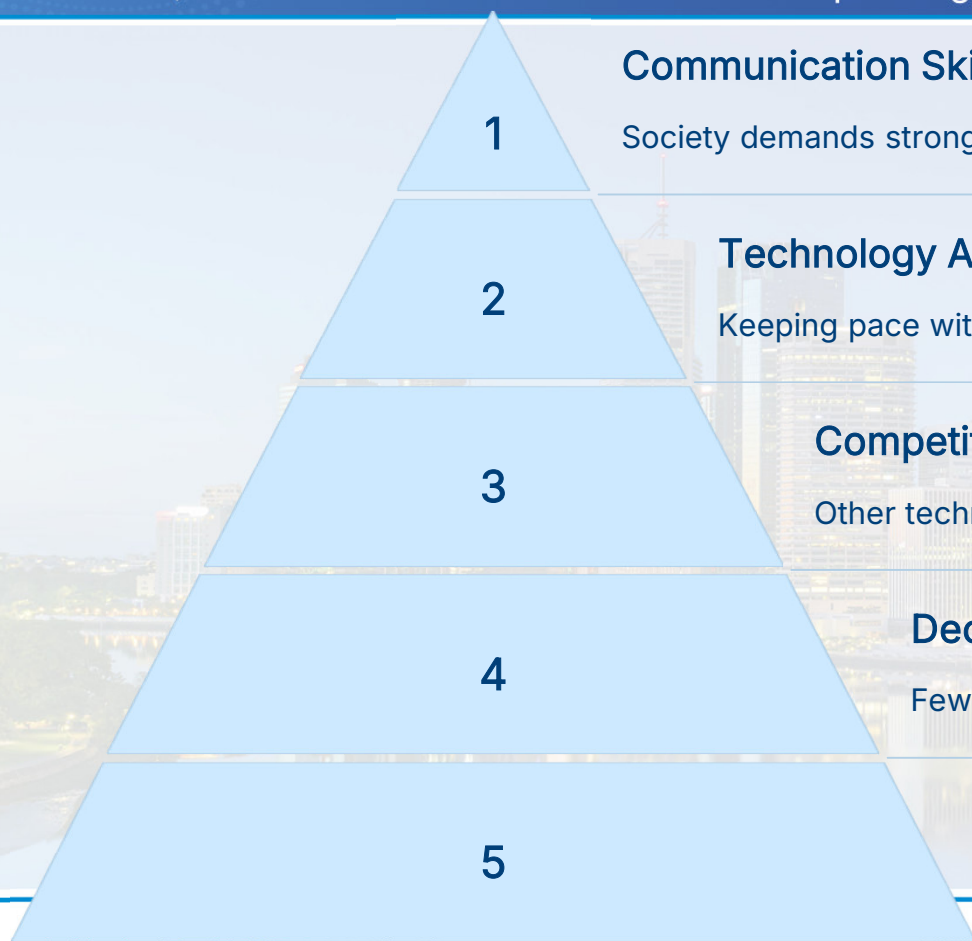 1
Communication Ski
Society demands strong
2
Technology A
Keeping pace wit
3
Competit
Other techn
4
Dec
Few
5